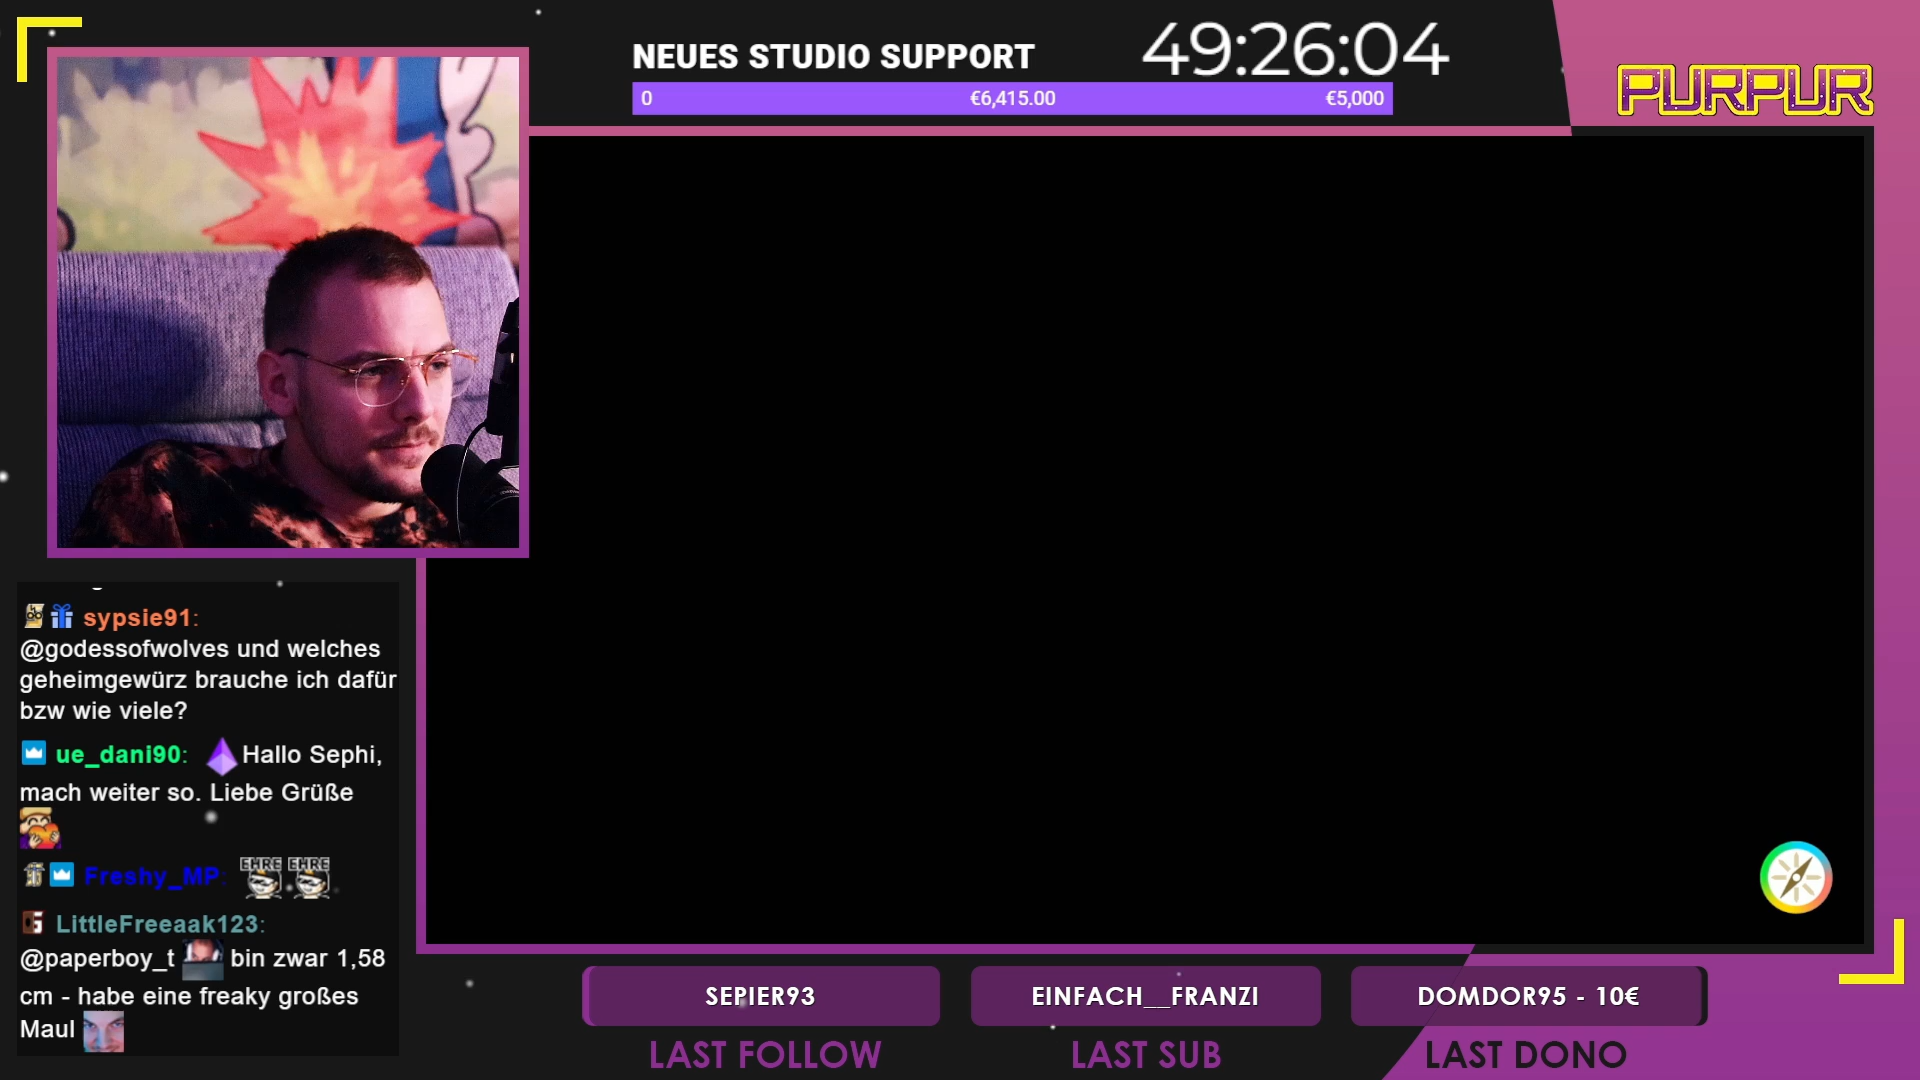 NEUES STUDIO SUPPORT
49:26:04
0 €6,415.00 €5,000
PURPUR
sypsie91:
@godessofwolves und welches
geheimgewürz brauche ich dafür
bzw wie viele?
ue_dani90: Hallo Sephi,
mach weiter so. Liebe Grüße
Freshy_MP: EHRE EHRE
LittleFreeaak123:
@paperboy_t bin zwar 1,58
cm - habe eine freaky großes
Maul
SEPIER93
LAST FOLLOW
EINFACH__FRANZI
LAST SUB
DOMDOR95 - 10€
LAST DONO